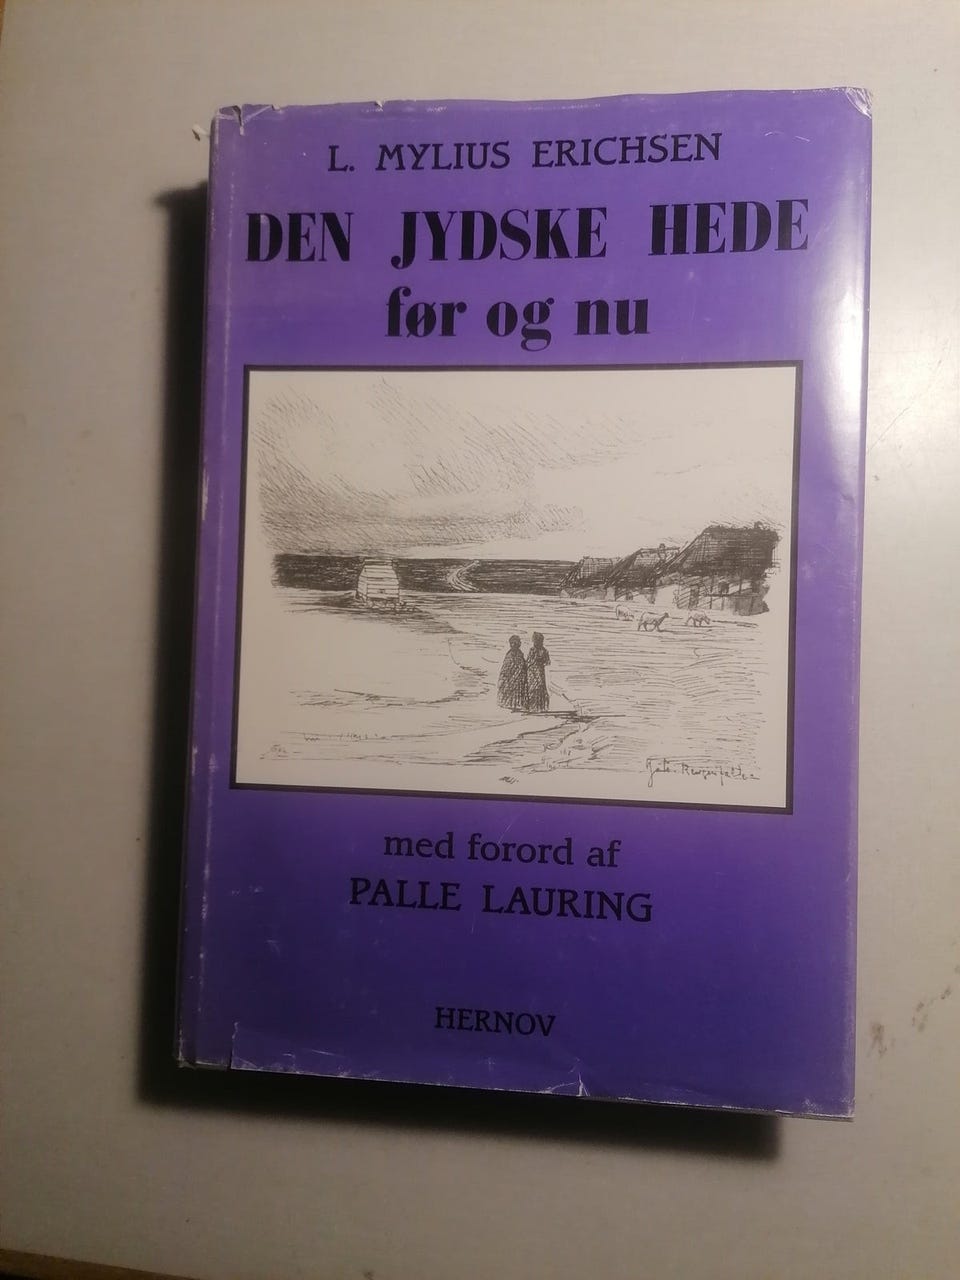 L. MYLIUS ERICHSEN
DEN JYDSKE HEDE
før og nu
med forord af
PALLE LAURING
HERNOV